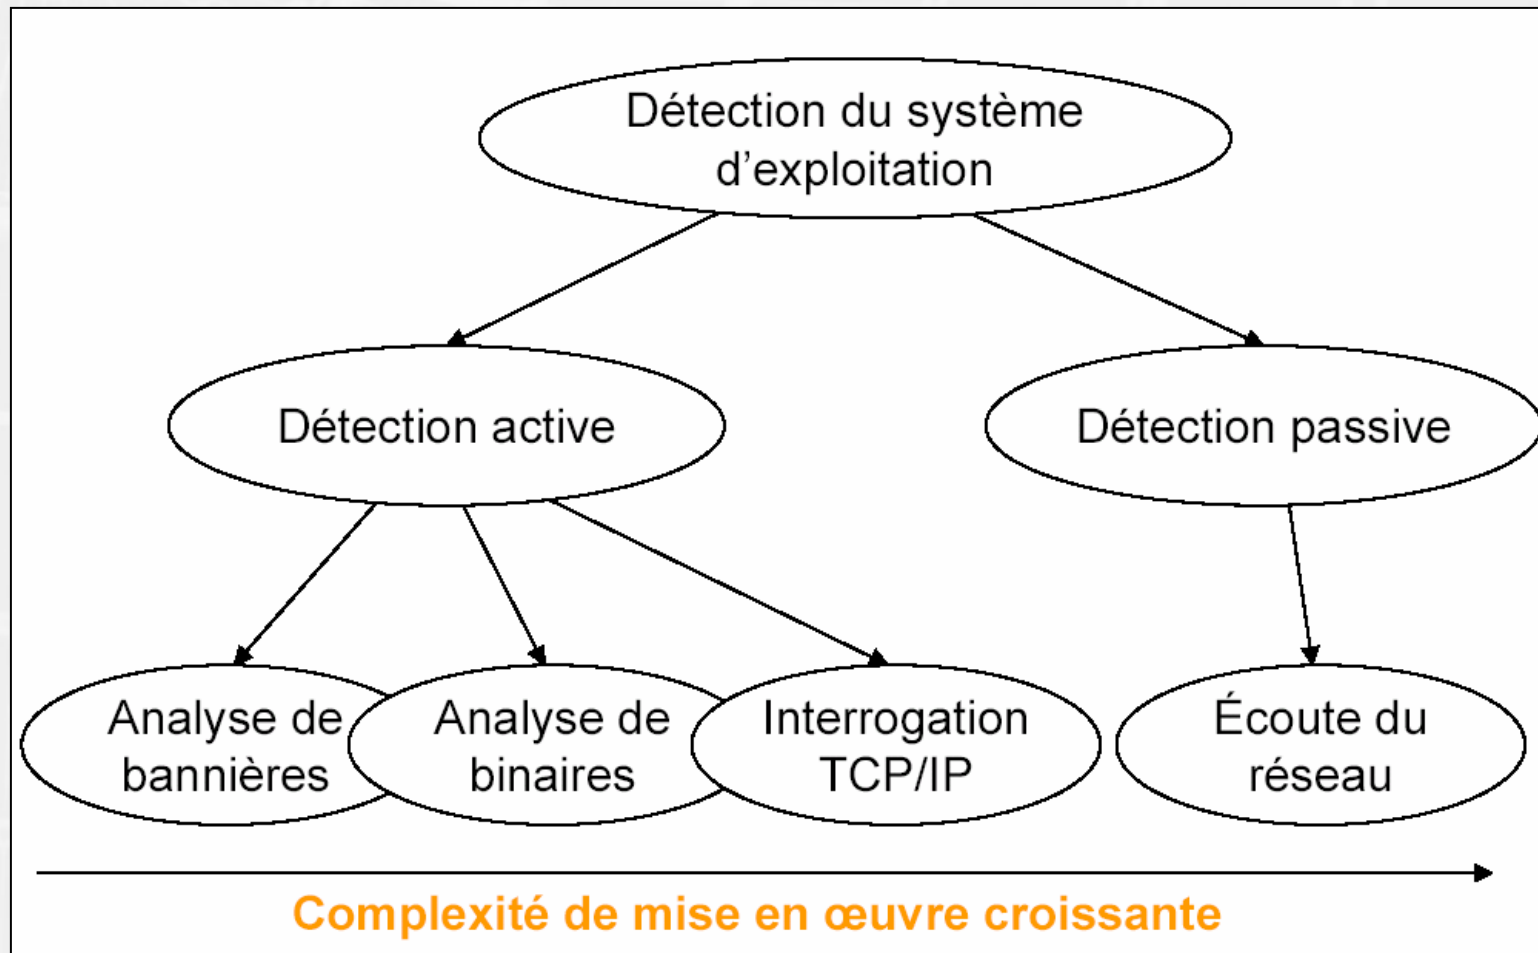 Détection du système
d’exploitation
Détection active
Détection passive
Analyse de
bannières
Analyse de
binaires
Interrogation
TCP/IP
Écoute du
réseau
Complexité de mise en œuvre croissante